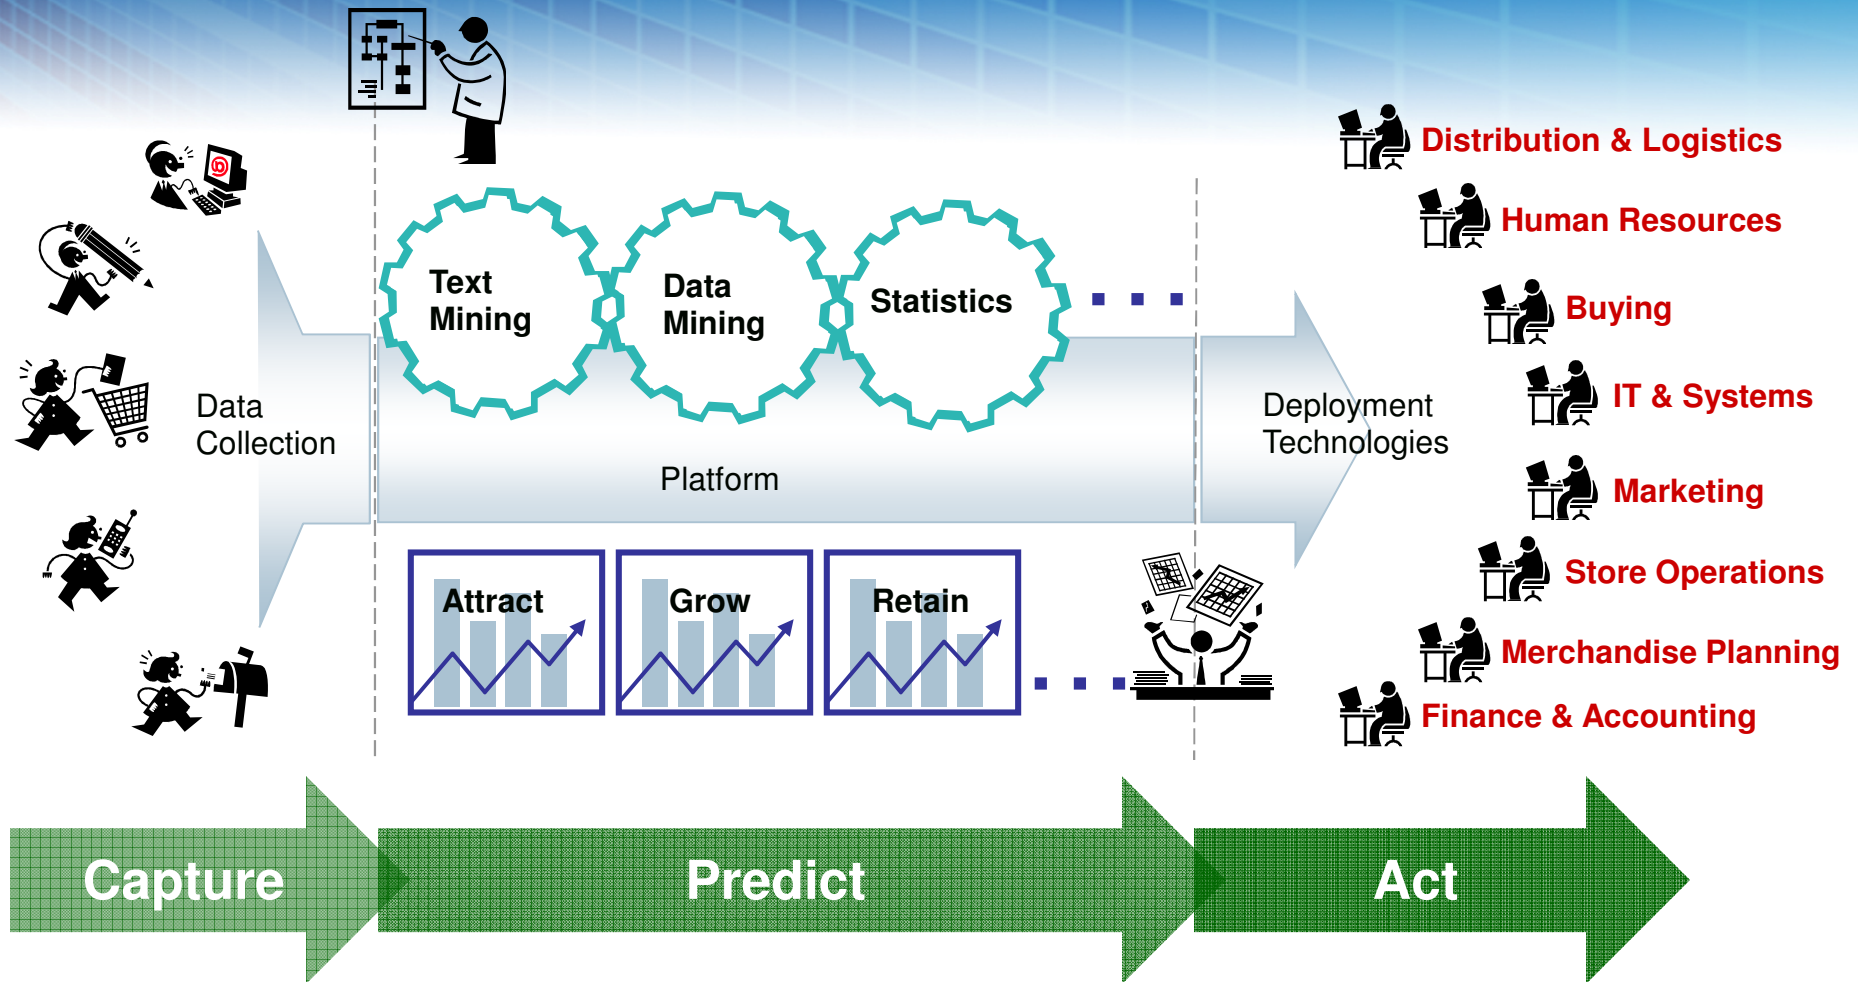 Distribution & Logistics
Human Resources
Buying
IT & Systems
Marketing
Store Operations
Merchandise Planning
Finance & Accounting
Text
Mining
Data
Mining
Statistics
Data
Collection
Platform
Deployment
Technologies
Attract
Grow
Retain
Capture
Predict
Act